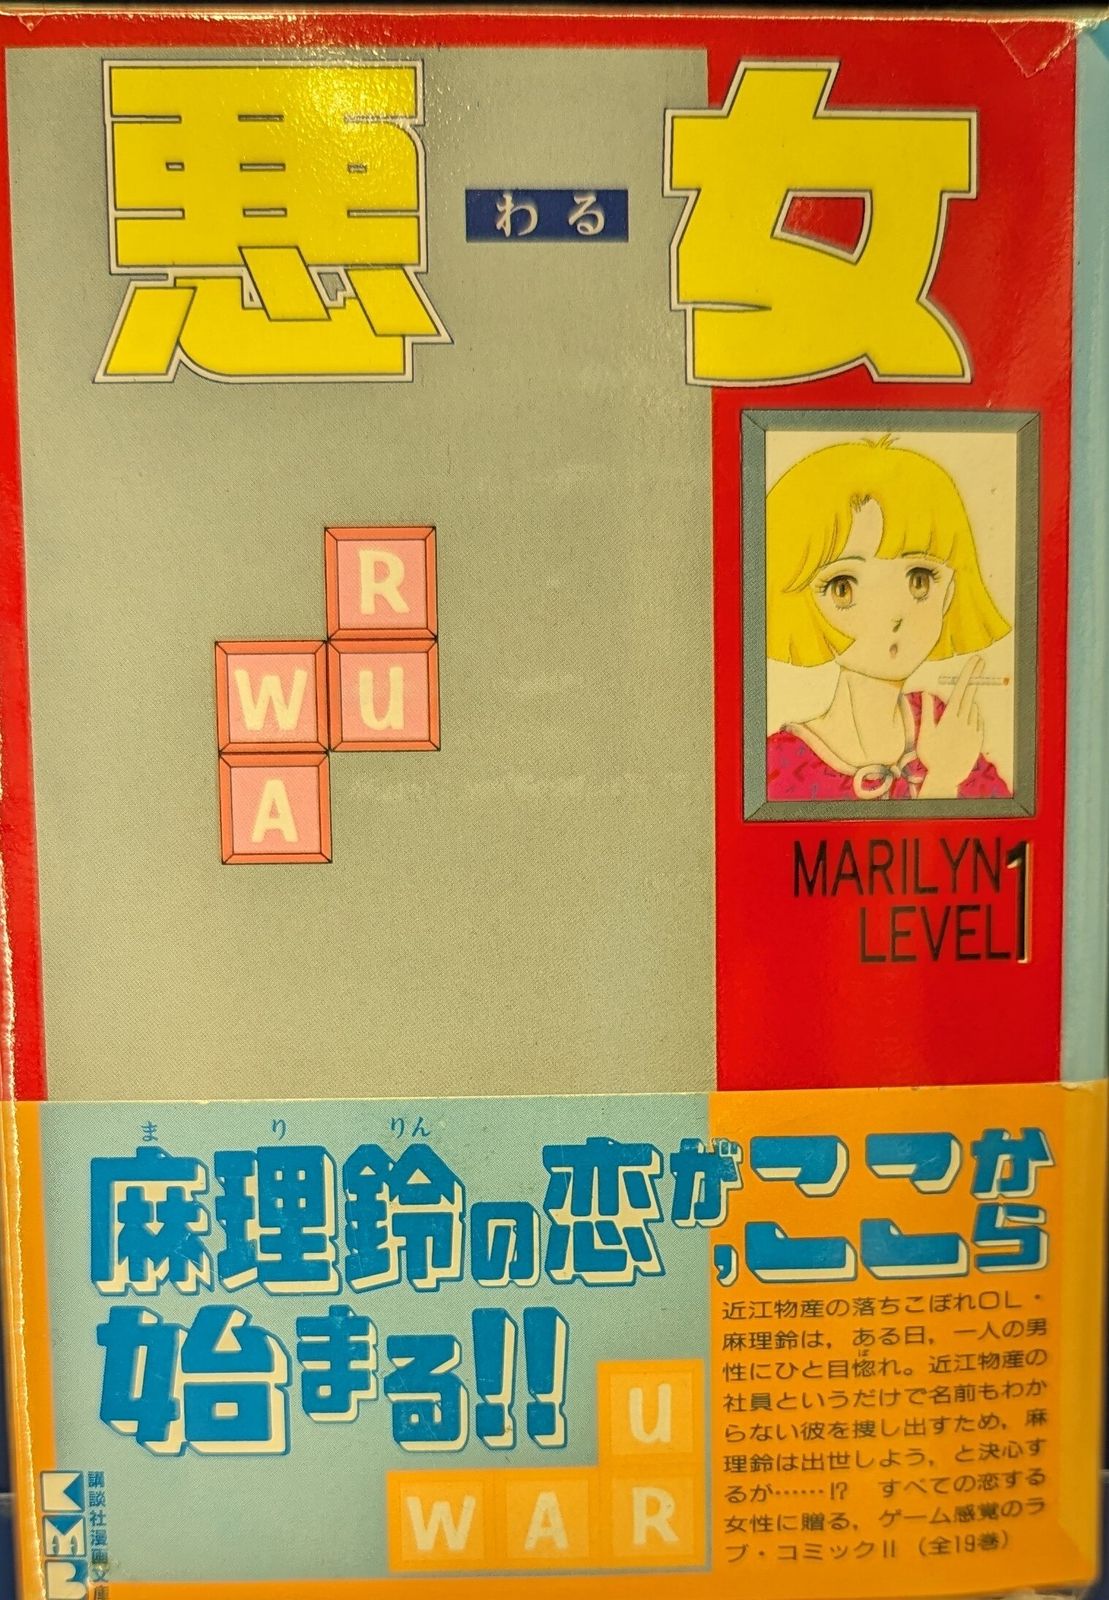 悪女
わる
R
WU
A
MARILYN
LEVEL 1
まりりん
麻理鈴の恋が,ここから
始まる!!
近江物産の落ちこぼれOL・
麻理鈴は,ある日,一人の男
ぼ
性にひと目惚れ。近江物産の
社員というだけで名前もわか
らない彼を捜し出すため,麻
理鈴は出世しよう,と決心す
るが……!? すべての恋する
女性に贈る,ゲーム感覚のラ
ブ・コミック!!(全19巻)
U
WAR
KMB
講談社漫画文庫